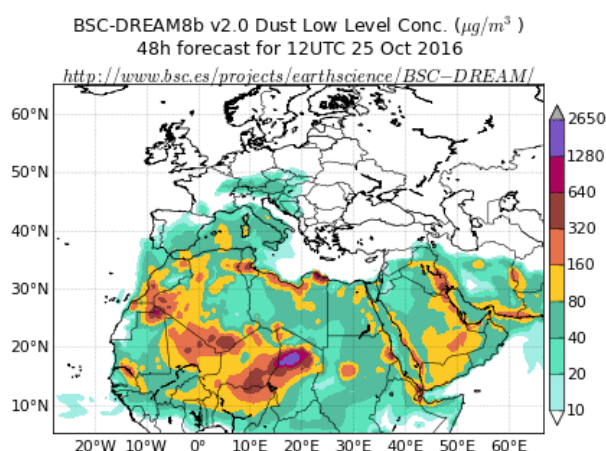 BSC-DREAM8b v2.0 Dust Low Level Conc. (μg/m³ )
48h forecast for 12UTC 25 Oct 2016
http://www.bsc.es/projects/earthscience/BSC−DREAM/
60°N
50°N
40°N
30°N
20°N
10°N
20°W 10°W 0° 10°E 20°E 30°E 40°E 50°E 60°E
2650
1280
640
320
160
80
40
20
10